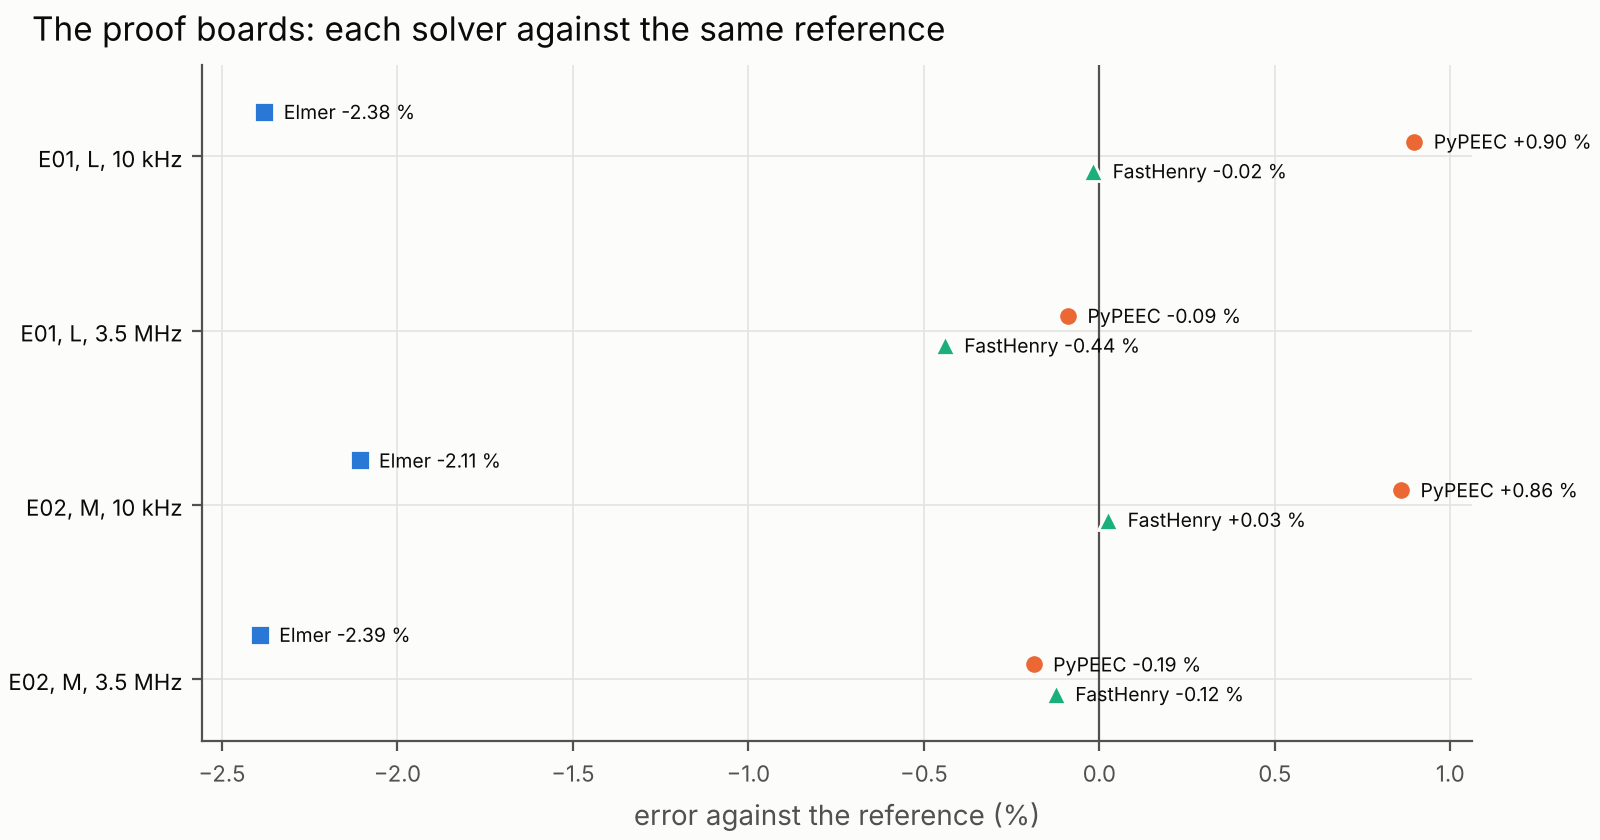 The proof boards: each solver against the same reference
Elmer -2.38 %
PyPEEC +0.90 %
E01, L, 10 kHz
FastHenry -0.02 %
PyPEEC -0.09 %
E01, L, 3.5 MHz
FastHenry -0.44 %
Elmer -2.11 %
PyPEEC +0.86 %
E02, M, 10 kHz
FastHenry +0.03 %
Elmer -2.39 %
PyPEEC -0.19 %
E02, M, 3.5 MHz
FastHenry -0.12 %
−2.5 −2.0 −1.5 −1.0 −0.5 0.0 0.5 1.0
error against the reference (%)